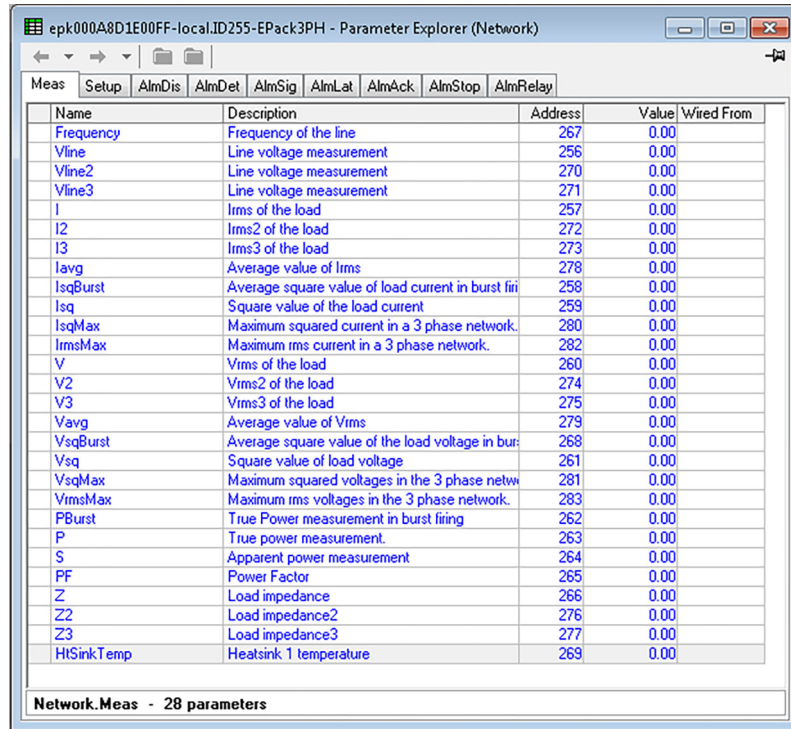 epk000A8D1E00FF-local.ID255-EPack3PH - Parameter Explorer (Network)
Meas Setup AlmDis AlmDet AlmSig AlmLat AlmAck AlmStop AlmRelay
Name Description Address Value Wired From
Frequency Frequency of the line 267 0.00
Vline Line voltage measurement 256 0.00
Vline2 Line voltage measurement 270 0.00
Vline3 Line voltage measurement 271 0.00
I Irms of the load 257 0.00
I2 Irms2 of the load 272 0.00
I3 Irms3 of the load 273 0.00
Iavg Average value of Irms 278 0.00
IsqBurst Average square value of load current in burst firi 258 0.00
Isq Square value of the load current 259 0.00
IsqMax Maximum squared current in a 3 phase network. 280 0.00
IrmsMax Maximum rms current in a 3 phase network. 282 0.00
V Vrms of the load 260 0.00
V2 Vrms2 of the load 274 0.00
V3 Vrms3 of the load 275 0.00
Vavg Average value of Vrms 279 0.00
VsqBurst Average square value of the load voltage in bur 268 0.00
Vsq Square value of load voltage 261 0.00
VsqMax Maximum squared voltages in the 3 phase netw 281 0.00
VrmsMax Maximum rms voltages in the 3 phase network. 283 0.00
PBurst True Power measurement in burst firing 262 0.00
P True power measurement. 263 0.00
S Apparent power measurement 264 0.00
PF Power Factor 265 0.00
Z Load impedance 266 0.00
Z2 Load impedance2 276 0.00
Z3 Load impedance3 277 0.00
HtSinkTemp Heatsink 1 temperature 269 0.00
Network.Meas - 28 parameters